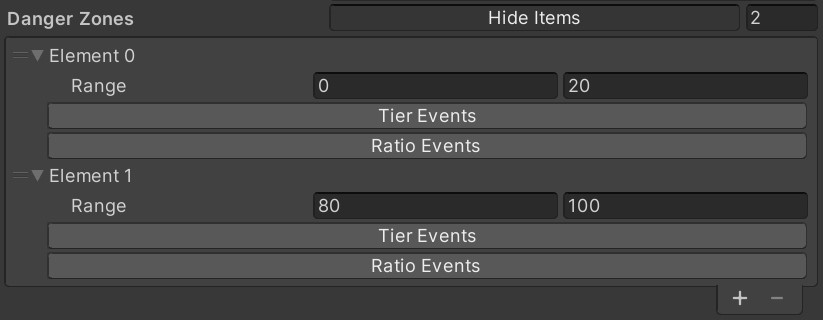 Danger Zones Hide Items 2
Element 0
Range 0 20
Tier Events
Ratio Events
Element 1
Range 80 100
Tier Events
Ratio Events
+ −